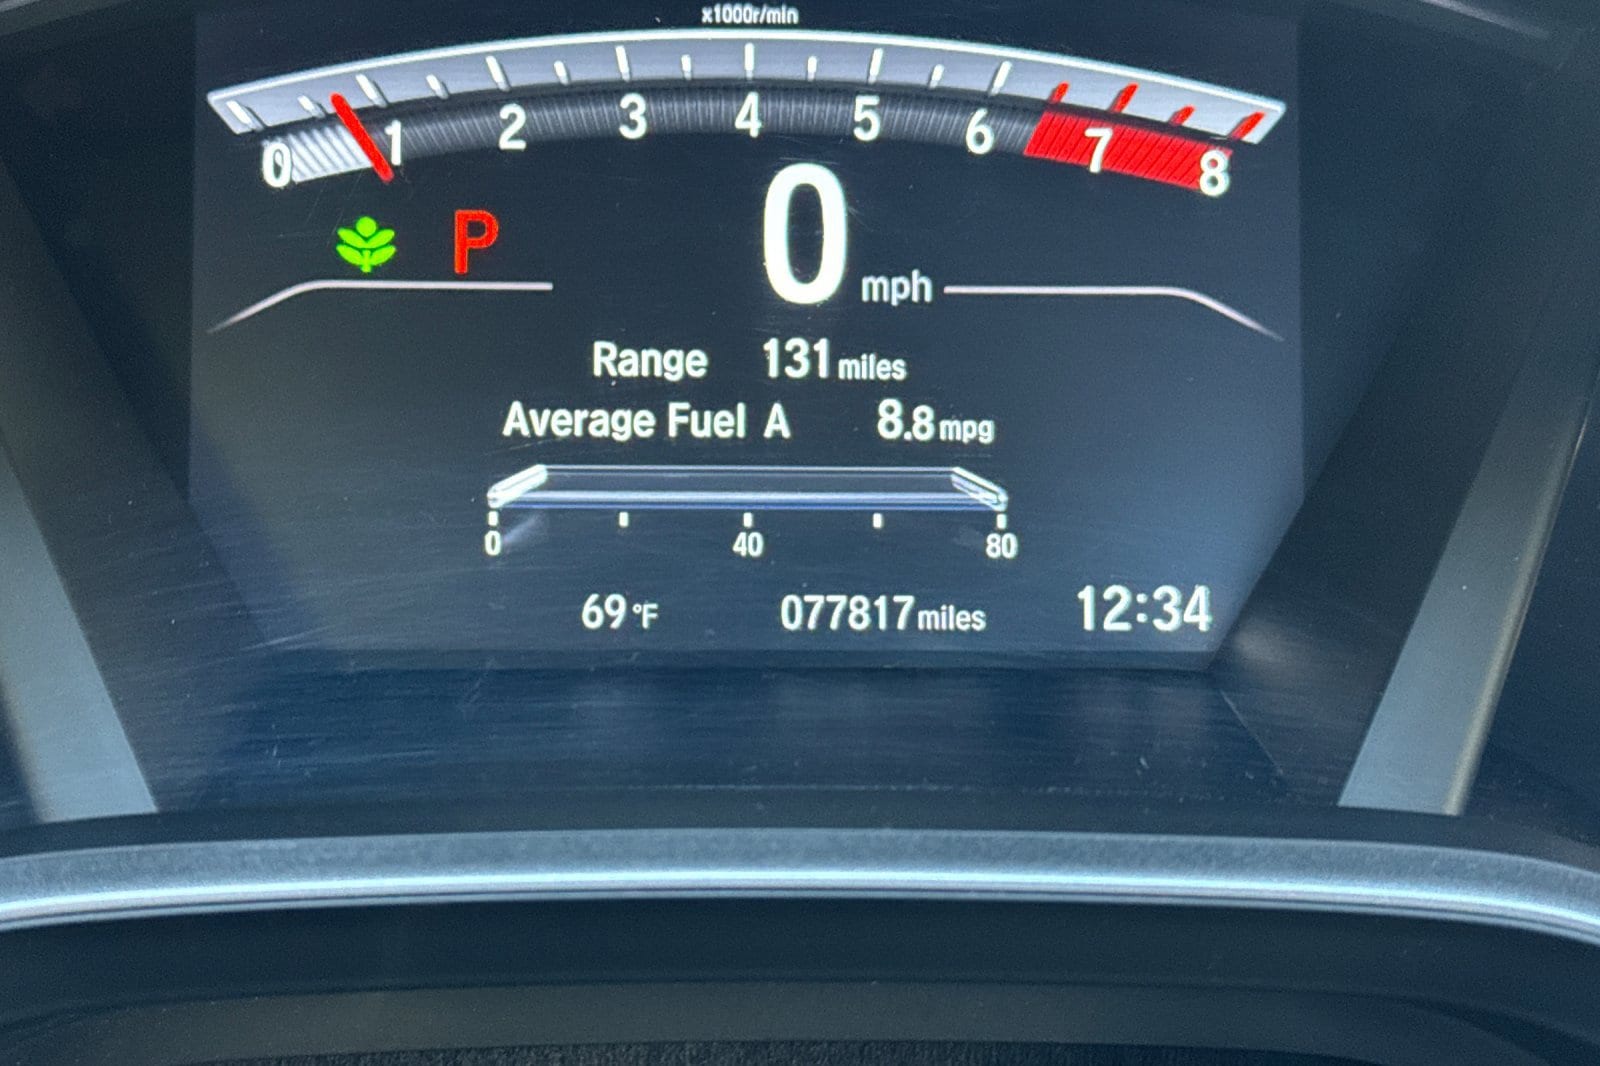 x1000r/min
0 1 2 3 4 5 6 7 8
P
0 mph
Range 131 miles
Average Fuel A 8.8 mpg
0 40 80
69 °F 077817 miles 12:34